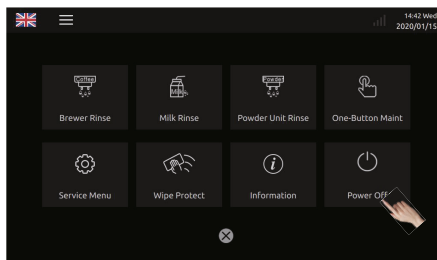 14:42 Wed
2020/01/15
Coffee
Milk
Powder
Brewer Rinse
Milk Rinse
Powder Unit Rinse
One-Button Maint
Service Menu
Wipe Protect
Information
Power Off